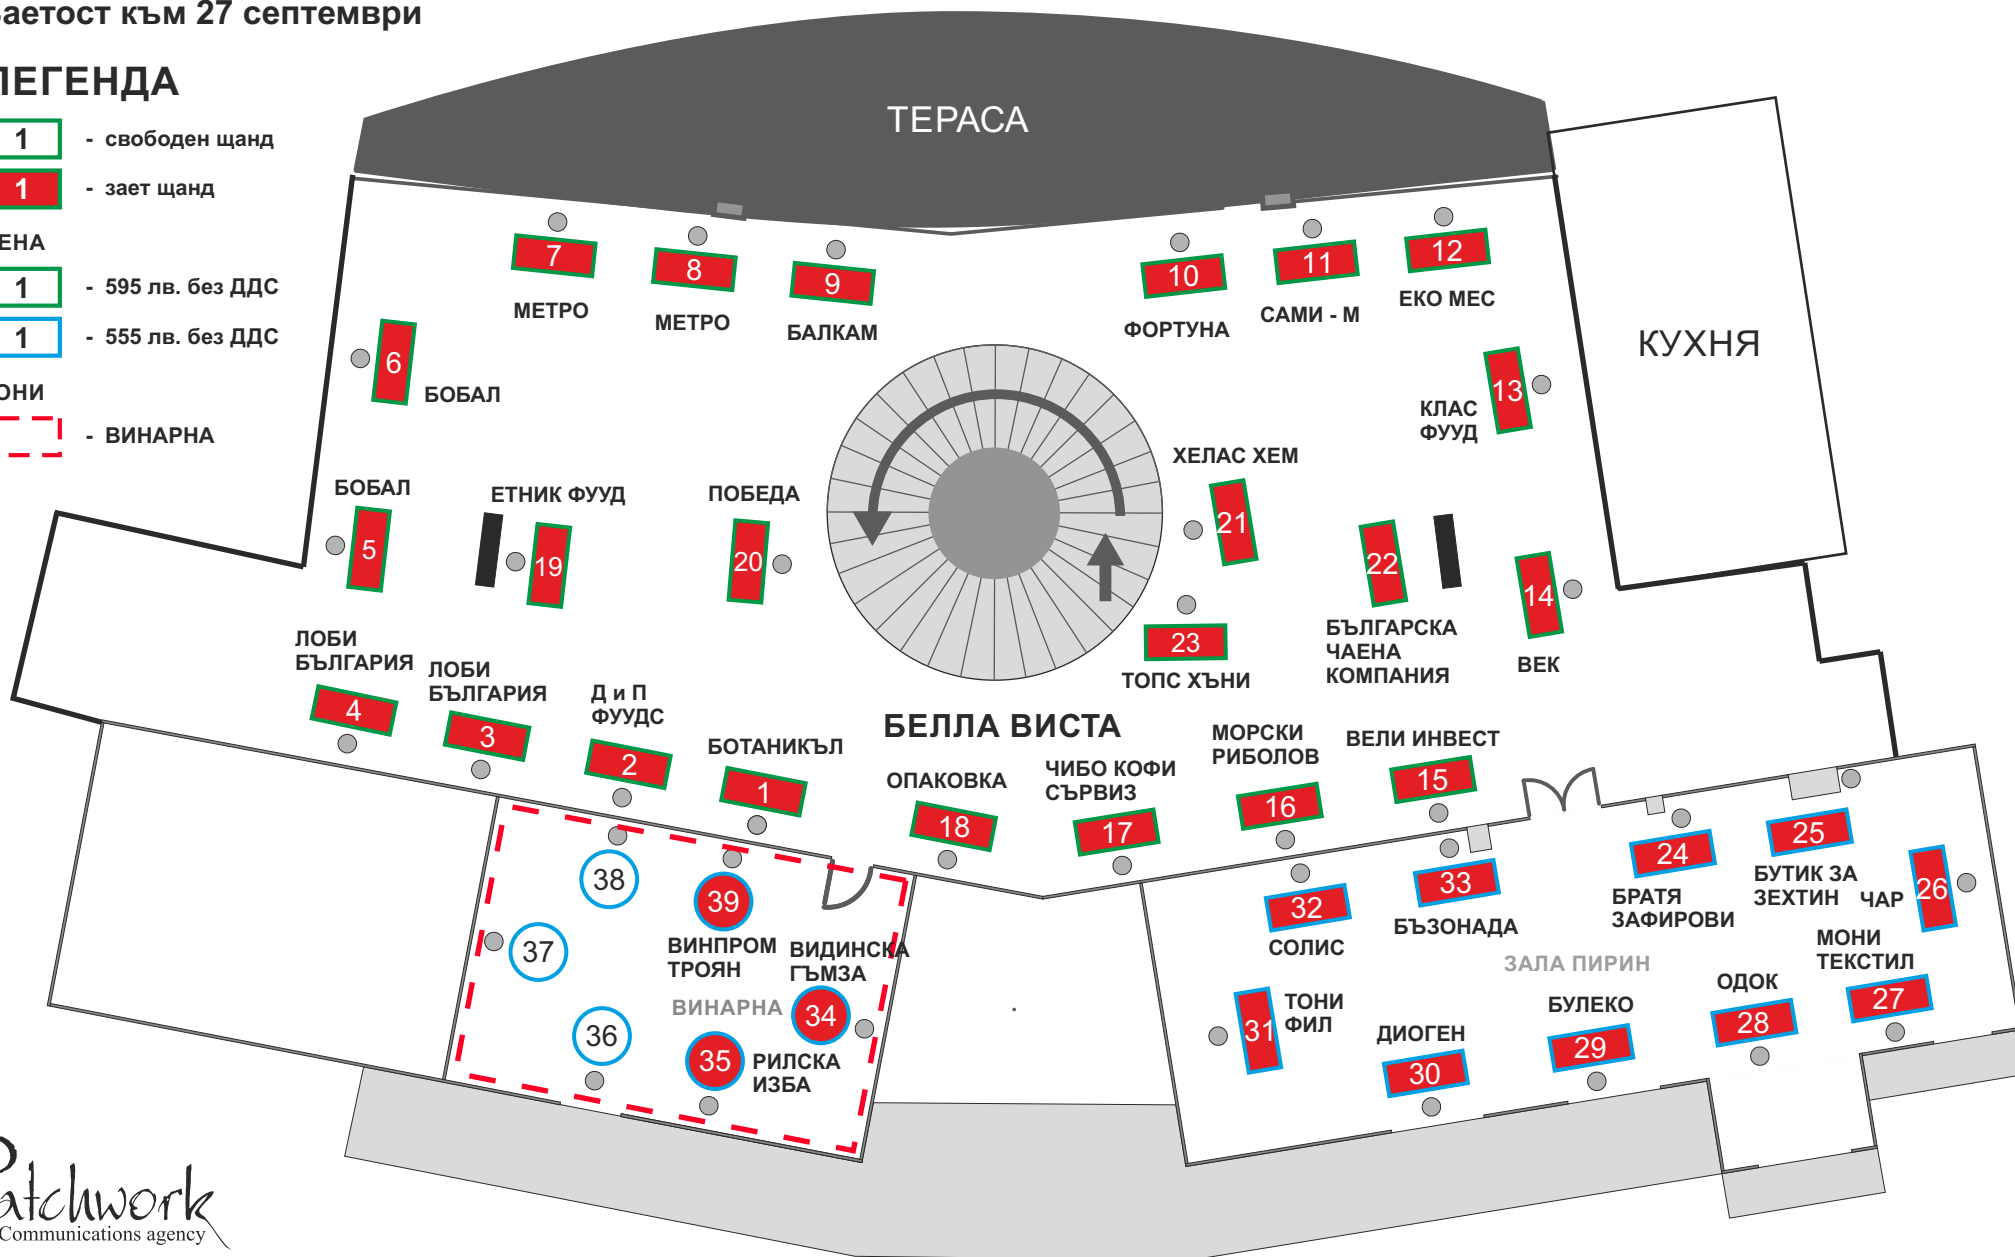 Заетост към 27 септември
ЛЕГЕНДА
1 - свободен щанд
1 - зает щанд
ЕНА
1 - 595 лв. без ДДС
1 - 555 лв. без ДДС
ОНИ
- ВИНАРНА
ТЕРАСА
КУХНЯ
7
МЕТРО
8
МЕТРО
9
БАЛКАМ
10
ФОРТУНА
11
САМИ - М
12
ЕКО МЕС
6
БОБАЛ
13
КЛАС
ФУУД
БОБАЛ
5
ЕТНИК ФУУД
19
ПОБЕДА
20
ХЕЛАС ХЕМ
21
22
БЪЛГАРСКА
ЧАЕНА
КОМПАНИЯ
14
ВЕК
23
ТОПС ХЪНИ
ЛОБИ
БЪЛГАРИЯ
4
ЛОБИ
БЪЛГАРИЯ
3
Д и П
ФУУДС
2
БОТАНИКЪЛ
1
БЕЛЛА ВИСТА
ОПАКОВКА
18
ЧИБО КОФИ
СЪРВИЗ
17
МОРСКИ
РИБОЛОВ
16
ВЕЛИ ИНВЕСТ
15
38
39
ВИНПРОМ
ТРОЯН
37
ВИДИНСКА
ГЪМЗА
34
ВИНАРНА
36
35
РИЛСКА
ИЗБА
32
СОЛИС
33
БЪЗОНАДА
24
БРАТЯ
ЗАФИРОВИ
25
БУТИК ЗА
ЗЕХТИН
ЧАР
26
ЗАЛА ПИРИН
МОНИ
ТЕКСТИЛ
27
ОДОК
28
БУЛЕКО
29
ДИОГЕН
30
31
ТОНИ
ФИЛ
Patchwork
Communications agency